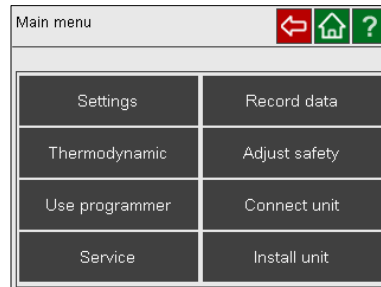 Main menu
?
Settings
Record data
Thermodynamic
Adjust safety
Use programmer
Connect unit
Service
Install unit